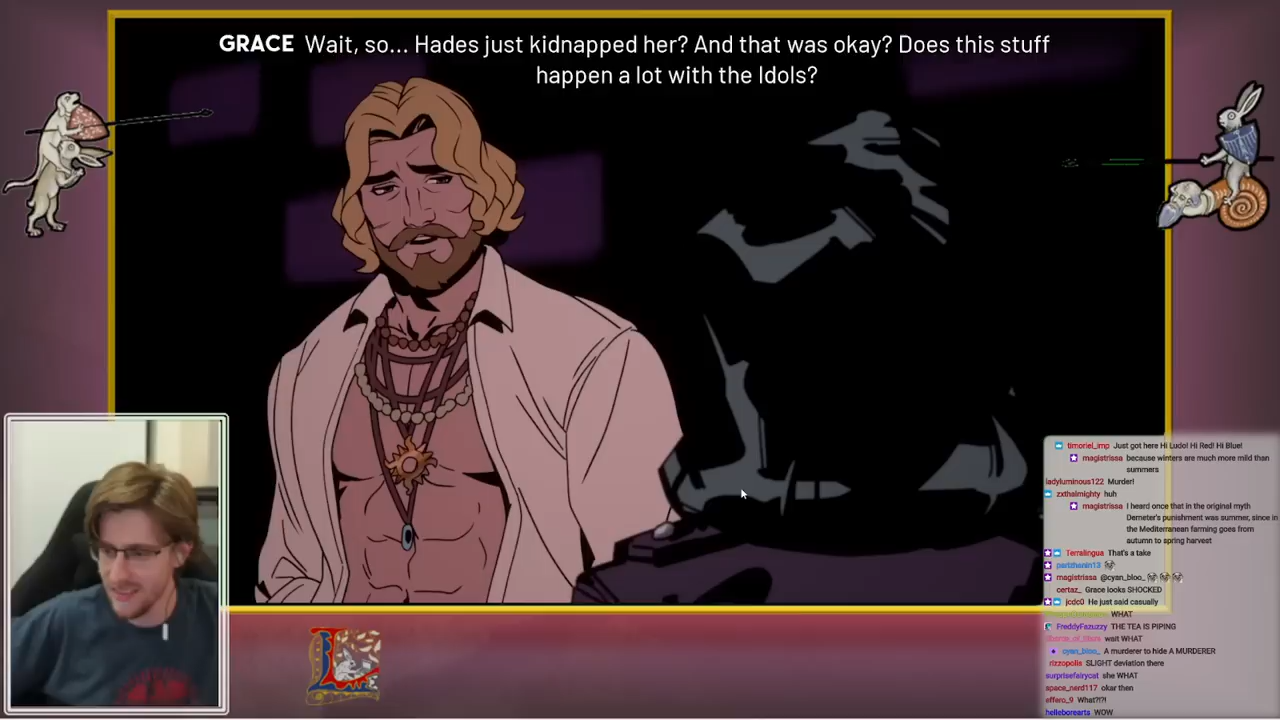 GRACE Wait, so... Hades just kidnapped her? And that was okay? Does this stuff
happen a lot with the Idols?
timoriel_imp Just got here Hi Ludo! Hi Red! Hi Blue!
magistrissa because winters are much more mild than
summers
ladyluminous122 Murder!
zxthalmighty huh
magistrissa I heard once that in the original myth
Demeter's punishment was summer, since in
the Mediterranean farming goes from
autumn to spring harvest
Terralingua That's a take
parizhanin13
magistrissa @cyan_bloo_
certaz_ Grace looks SHOCKED
jcdc0 He just said casually
WHAT
FreddyFazuzzy THE TEA IS PIPING
wait WHAT
cyan_bloo_ A murderer to hide A MURDERER
rizzopolis SLIGHT deviation there
surprisefairycat she WHAT
space_nerd117 okar then
effero_9 What?!?!
helleborearts WOW